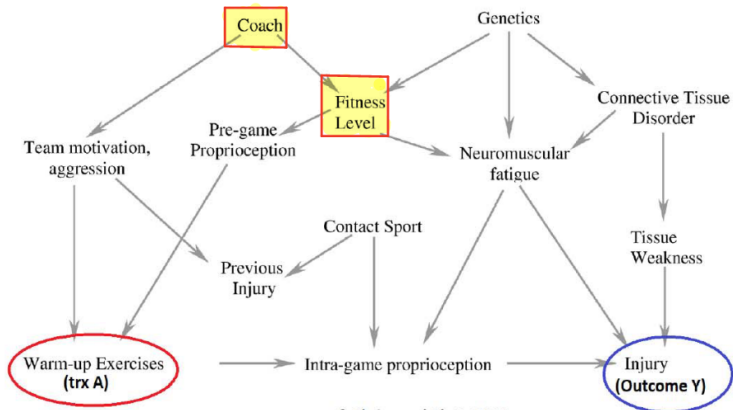 Coach
Genetics
Fitness
Level
Connective Tissue
Disorder
Pre-game
Proprioception
Team motivation,
aggression
Neuromuscular
fatigue
Contact Sport
Tissue
Weakness
Previous
Injury
Warm-up Exercises
(trx A)
Intra-game proprioception
Injury
(Outcome Y)